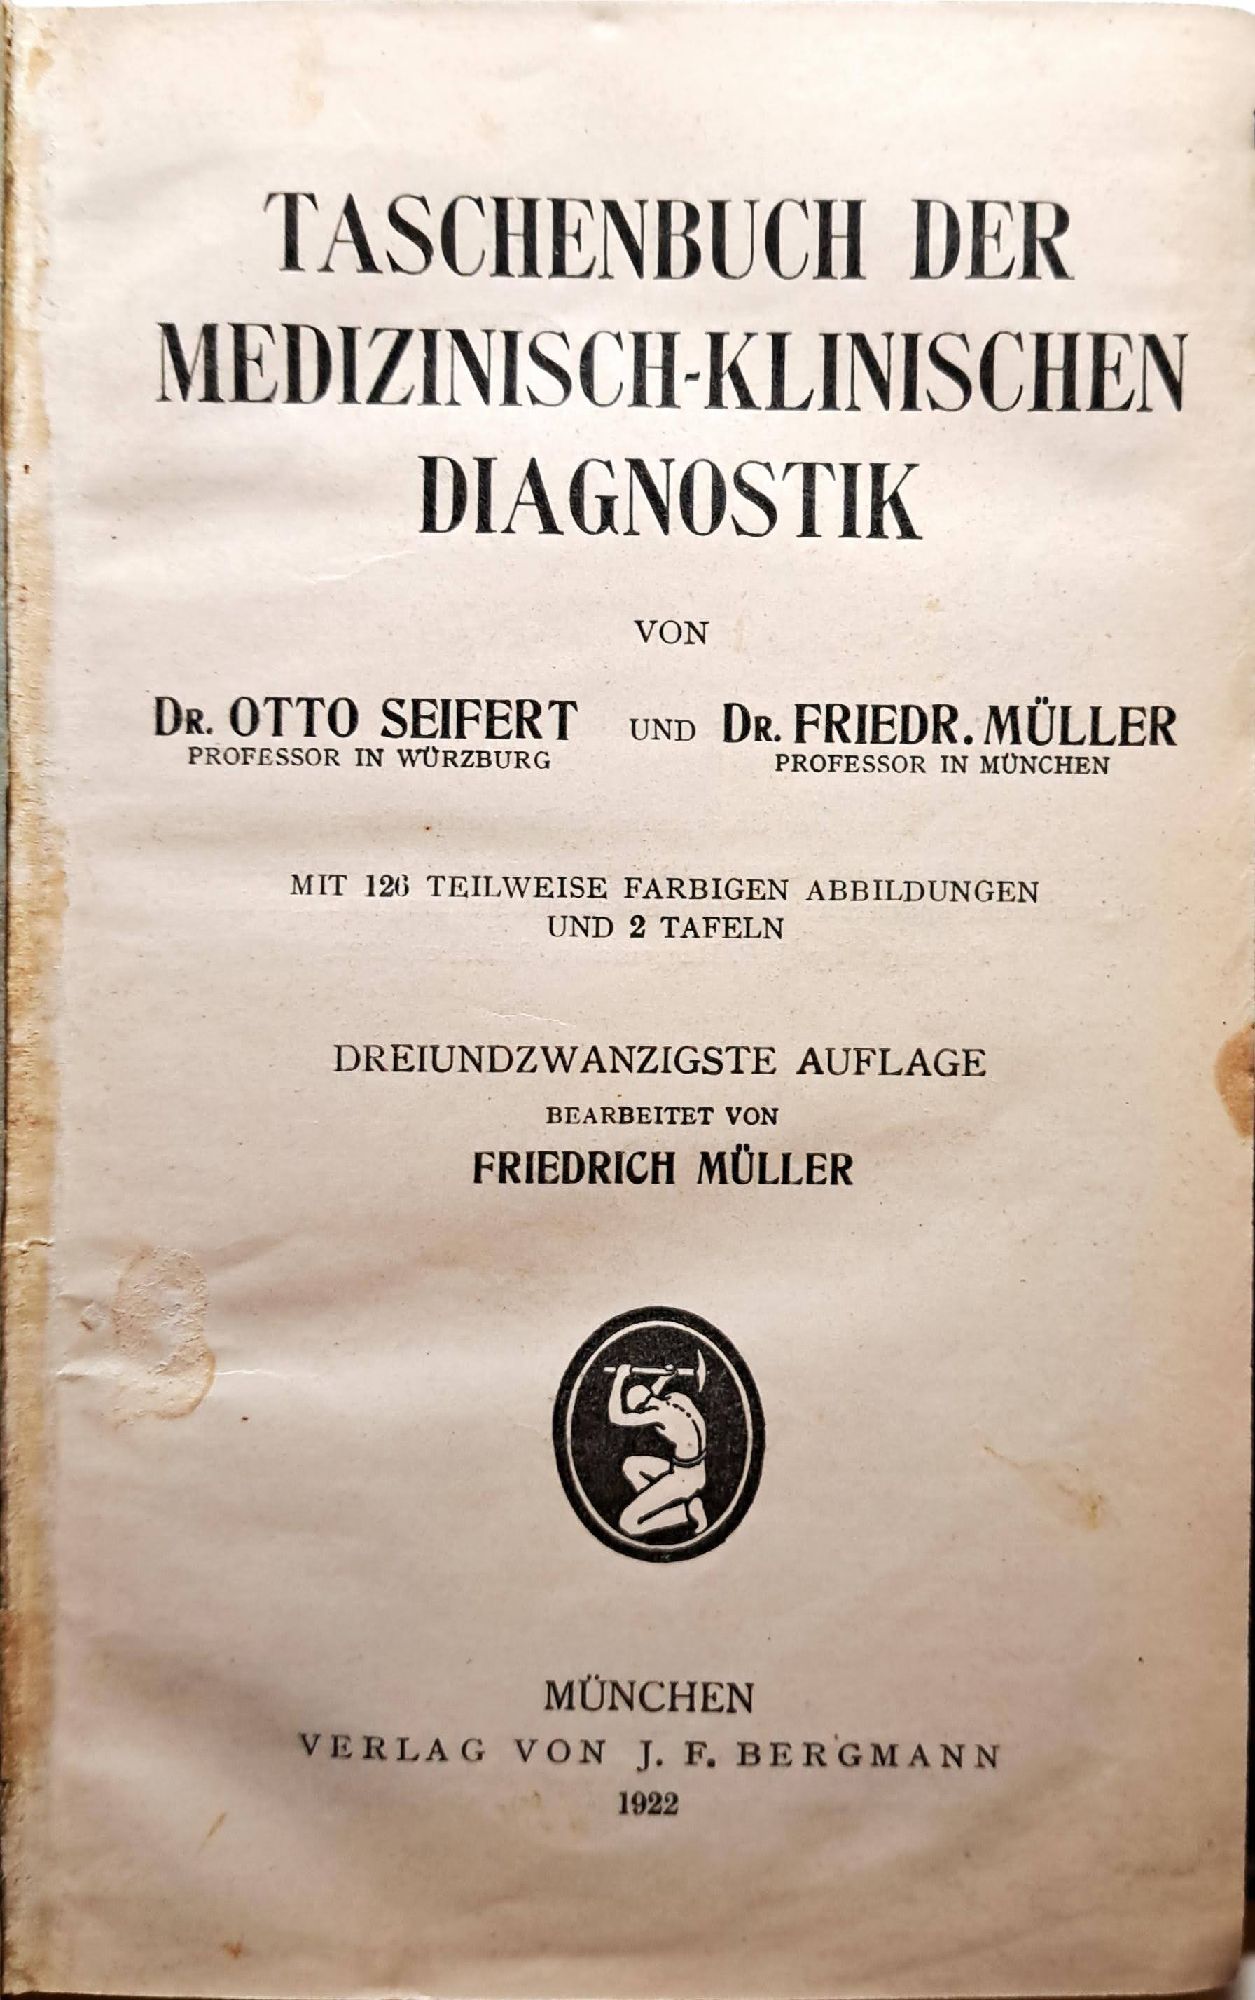 TASCHENBUCH DER
MEDIZINISCH-KLINISCHEN
DIAGNOSTIK
VON
DR. OTTO SEIFERT UND DR. FRIEDR. MÜLLER
PROFESSOR IN WÜRZBURG PROFESSOR IN MÜNCHEN
MIT 126 TEILWEISE FARBIGEN ABBILDUNGEN
UND 2 TAFELN
DREIUNDZWANZIGSTE AUFLAGE
BEARBEITET VON
FRIEDRICH MÜLLER
MÜNCHEN
VERLAG VON J. F. BERGMANN
1922